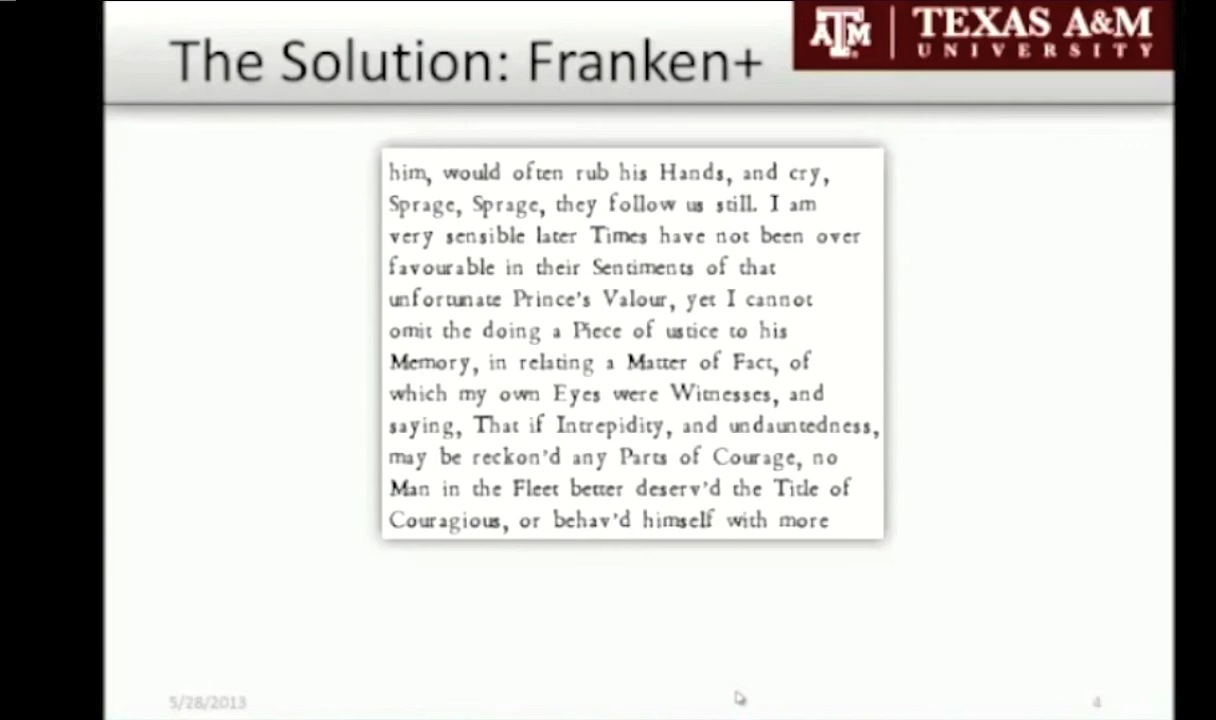 The Solution: Franken+
ATM
TEXAS A&M
UNIVERSITY
him, would often rub his Hands, and cry,
Sprage, Sprage, they follow us still. I am
very sensible later Times have not been over
favourable in their Sentiments of that
unfortunate Prince's Valour, yet I cannot
omit the doing a Piece of ustice to his
Memory, in relating a Matter of Fact, of
which my own Eyes were Witnesses, and
saying, That if Intrepidity, and undauntedness,
may be reckon'd any Parts of Courage, no
Man in the Fleet better deserv'd the Title of
Couragious, or behav'd himself with more
5/28/2013
4